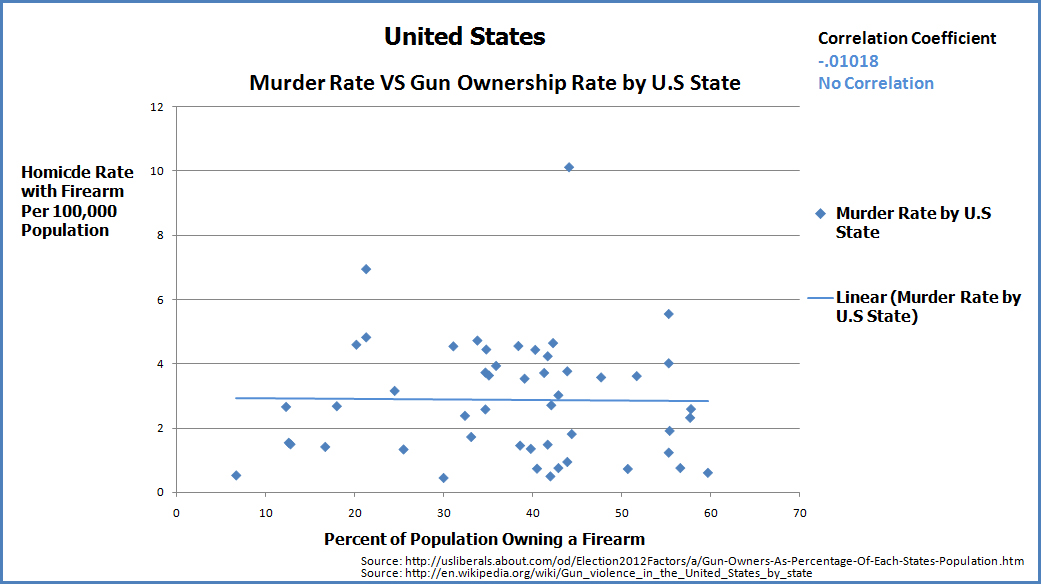 United States
Murder Rate VS Gun Ownership Rate by U.S State
Correlation Coefficient
-.01018
No Correlation
Homicde Rate
with Firearm
Per 100,000
Population
12
10
8
6
4
2
0
0 10 20 30 40 50 60 70
Murder Rate by U.S
State
Linear (Murder Rate by
U.S State)
Percent of Population Owning a Firearm
Source: http://usliberals.about.com/od/Election2012Factors/a/Gun-Owners-As-Percentage-Of-Each-States-Population.htm
Source: http://en.wikipedia.org/wiki/Gun_violence_in_the_United_States_by_state